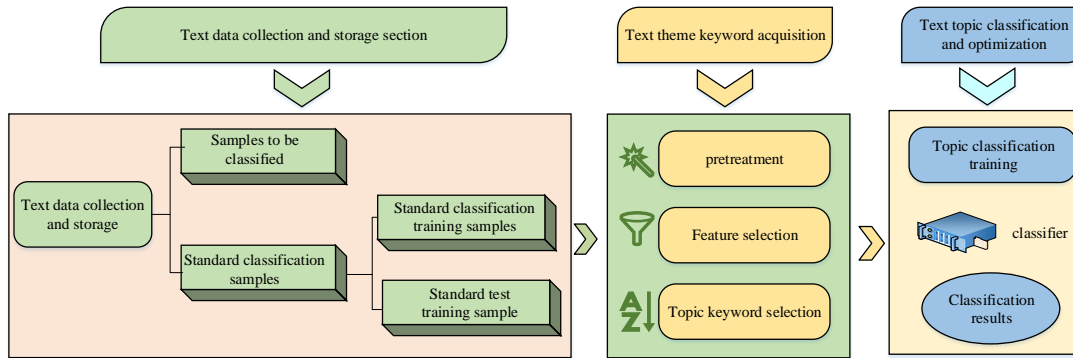 Text data collection and storage section
Text theme keyword acquisition
Text topic classification
and optimization
Samples to be
classified
Text data collection
and storage
Standard classification
samples
Standard classification
training samples
Standard test
training sample
pretreatment
Feature selection
A
Z
Topic keyword selection
Topic classification
training
classifier
Classification
results